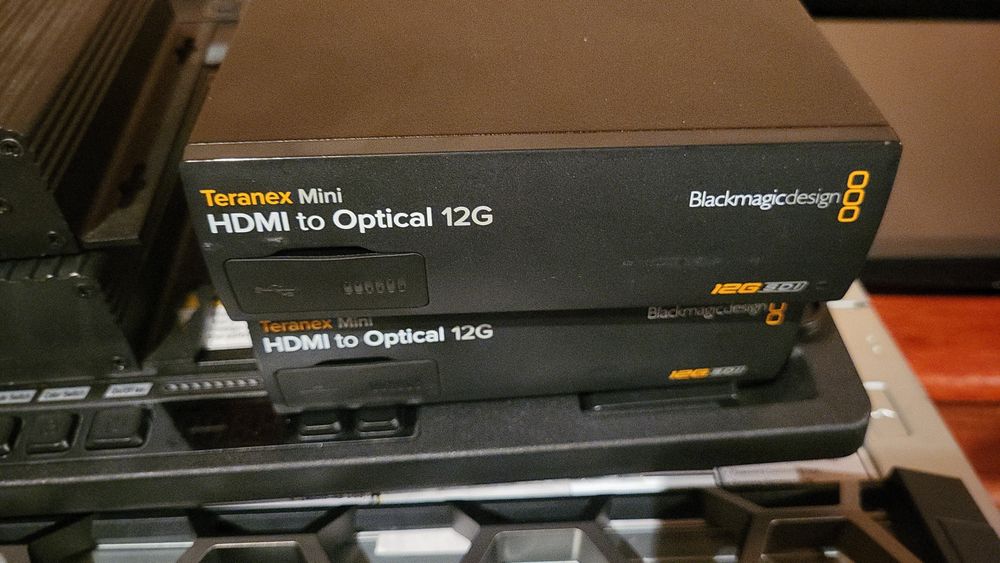 Teranex Mini
HDMI to Optical 12G
Blackmagicdesign
12G SDI
Teranex Mini
HDMI to Optical 12G
Blackmagicdesign
12G SDI